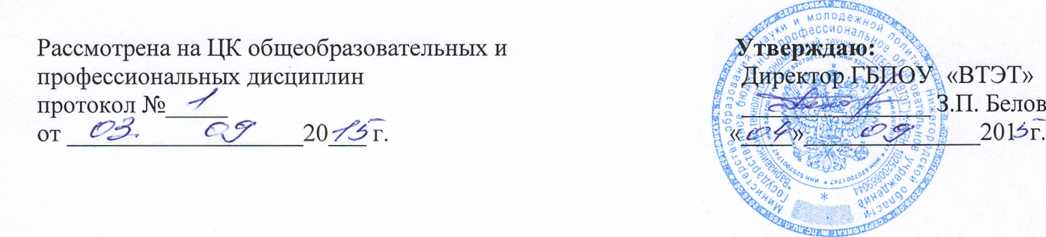 Рассмотрена на ЦК общеобразовательных и
профессиональных дисциплин
протокол № 1
от 03. 09 2015 г.
Утверждаю:
Директор ГБПОУ «ВТЭТ»
З.П. Белов
«04» 09 2015 г.